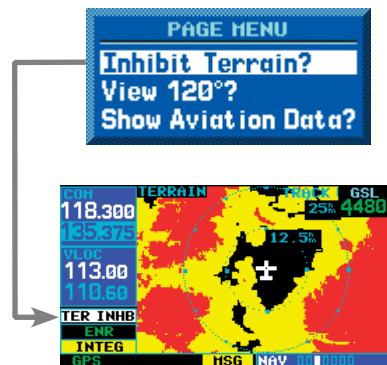 PAGE MENU
Inhibit Terrain?
View 120°?
Show Aviation Data?
COM TERRAIN TRACK GSL
118.300 25 4480
135.375
12.5
VLOC
113.00
110.60
TER INHB
ENR
INTEG
GPS MSG NAV